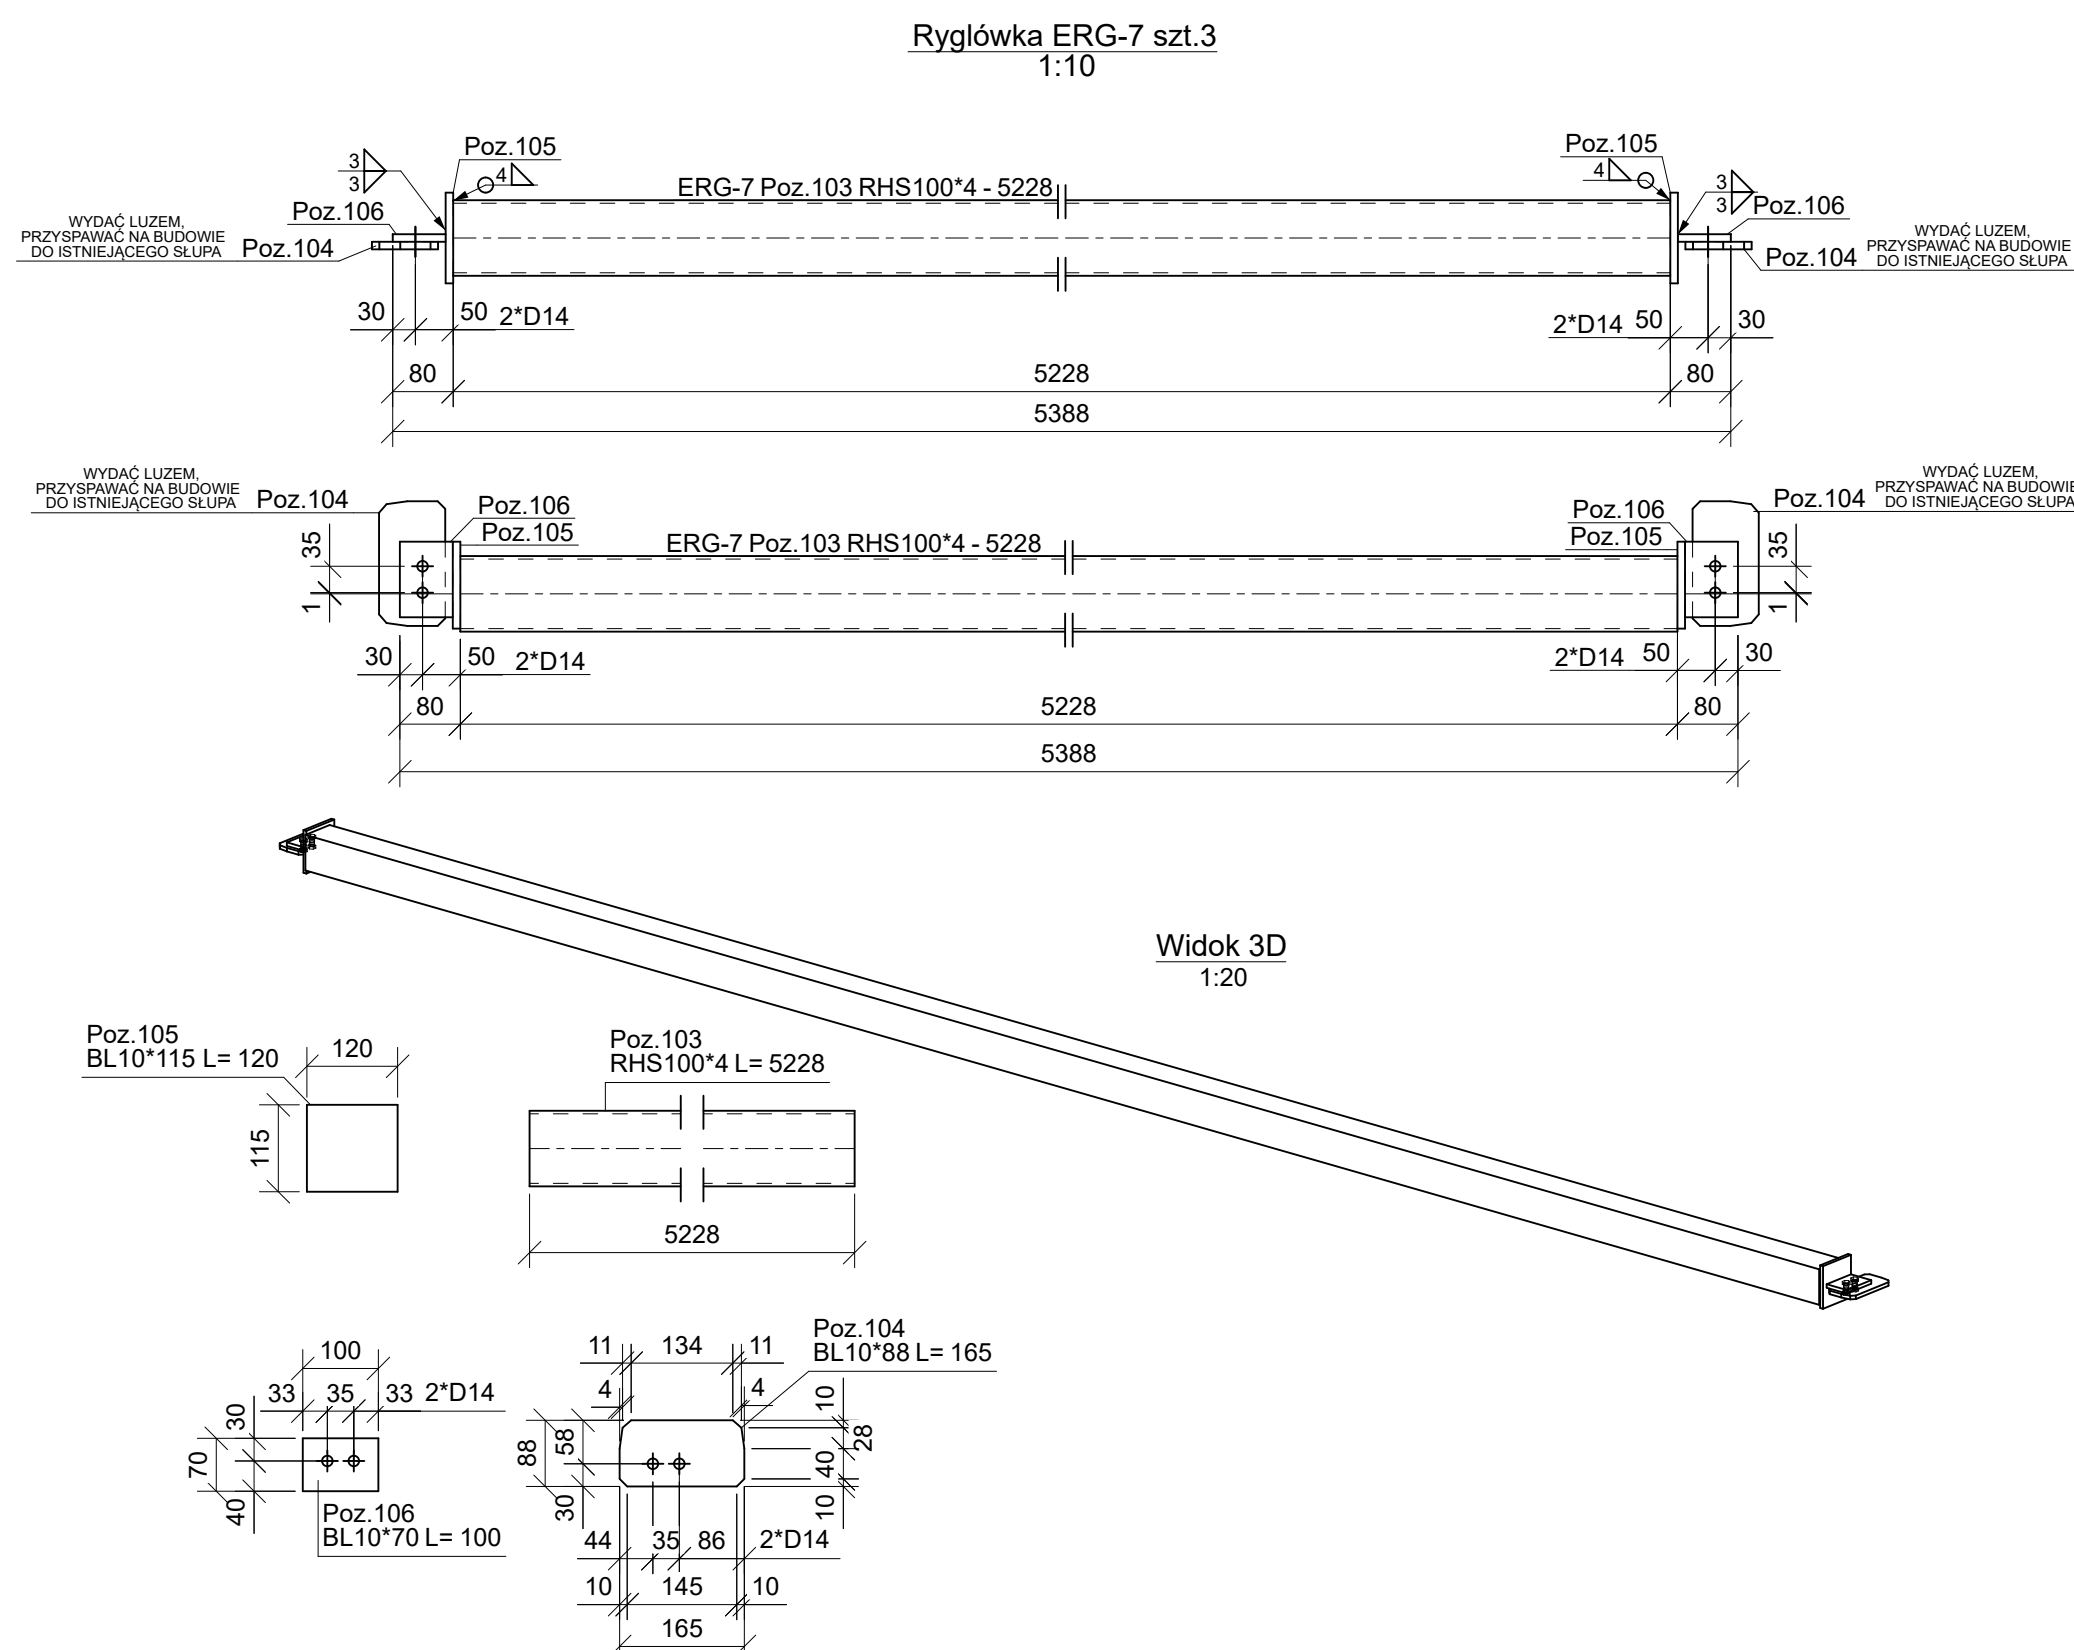 Ryglówka ERG-7 szt.3
1:10
Poz.105
Poz.105
3
3
4
4
3
3
ERG-7 Poz.103 RHS100*4 - 5228
Poz.106
Poz.106
WYDAĆ LUZEM,
PRZYSPAWAĆ NA BUDOWIE
DO ISTNIEJĄCEGO SŁUPA
Poz.104
Poz.104
WYDAĆ LUZEM,
PRZYSPAWAĆ NA BUDOWIE
DO ISTNIEJĄCEGO SŁUPA
30
50
2*D14
2*D14
50
30
80
5228
80
5388
WYDAĆ LUZEM,
PRZYSPAWAĆ NA BUDOWIE
DO ISTNIEJĄCEGO SŁUPA
Poz.104
Poz.106
Poz.105
Poz.106
Poz.105
Poz.104
WYDAĆ LUZEM,
PRZYSPAWAĆ NA BUDOWIE
DO ISTNIEJĄCEGO SŁUPA
ERG-7 Poz.103 RHS100*4 - 5228
35
1
35
1
30
50
2*D14
2*D14
50
30
80
5228
80
5388
Widok 3D
1:20
Poz.105
BL10*115 L= 120
120
115
Poz.103
RHS100*4 L= 5228
5228
100
33
35
33
2*D14
30
70
40
Poz.106
BL10*70 L= 100
11
134
11
Poz.104
BL10*88 L= 165
4
4
10
28
88
58
40
30
10
44
35
86
2*D14
10
145
10
165